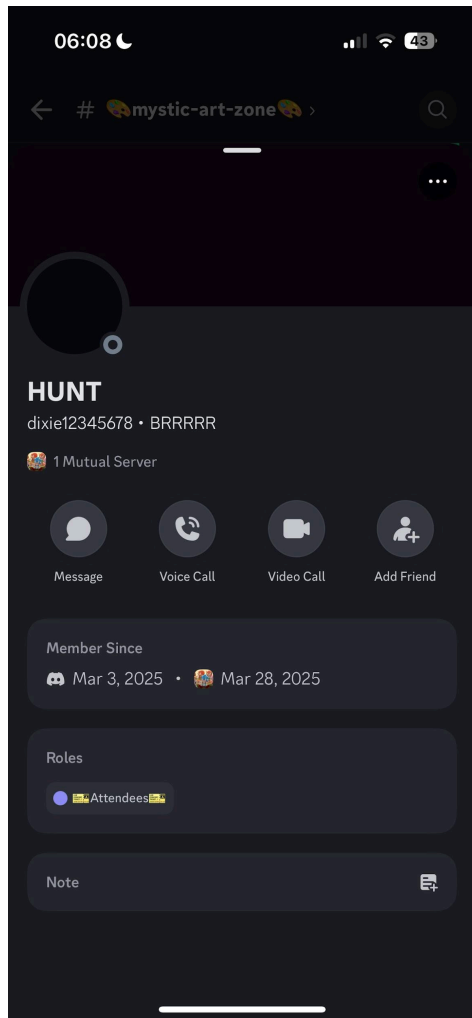 06:08
43
# 🎨mystic-art-zone🎨 ›
HUNT
dixie12345678 • BRRRRR
1 Mutual Server
Message
Voice Call
Video Call
Add Friend
Member Since
Mar 3, 2025 • Mar 28, 2025
Roles
🎫Attendees🎫
Note